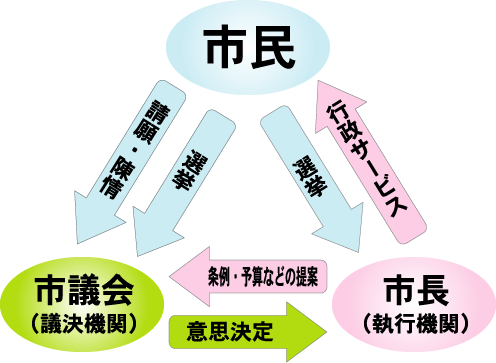 市民
請願・陳情
選挙
選挙
行政サービス
条例・予算などの提案
市議会
（議決機関）
意思決定
市長
（執行機関）